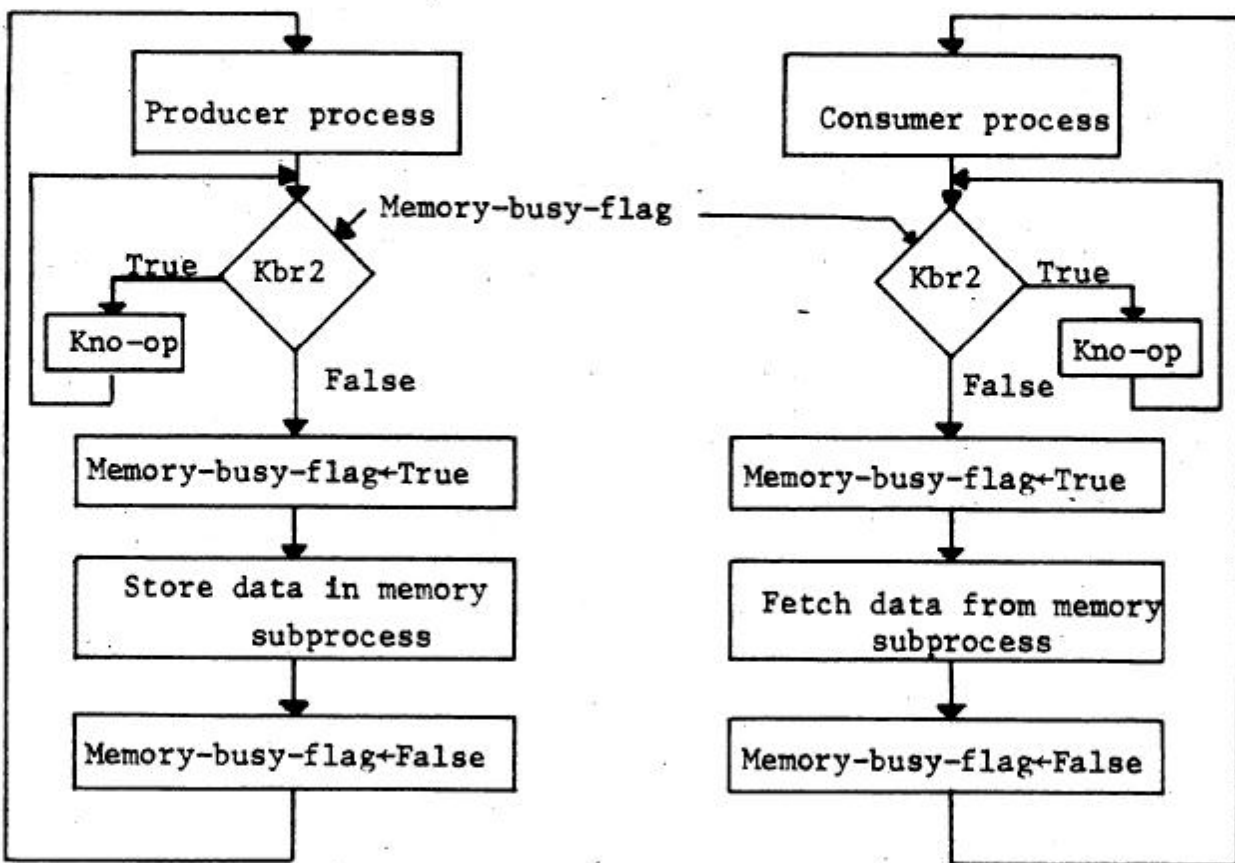 Producer process
Consumer process
Memory-busy-flag
True
Kbr2
Kbr2
True
Kno-op
Kno-op
False
False
Memory-busy-flag←True
Memory-busy-flag←True
Store data in memory
subprocess
Fetch data from memory
subprocess
Memory-busy-flag←False
Memory-busy-flag←False